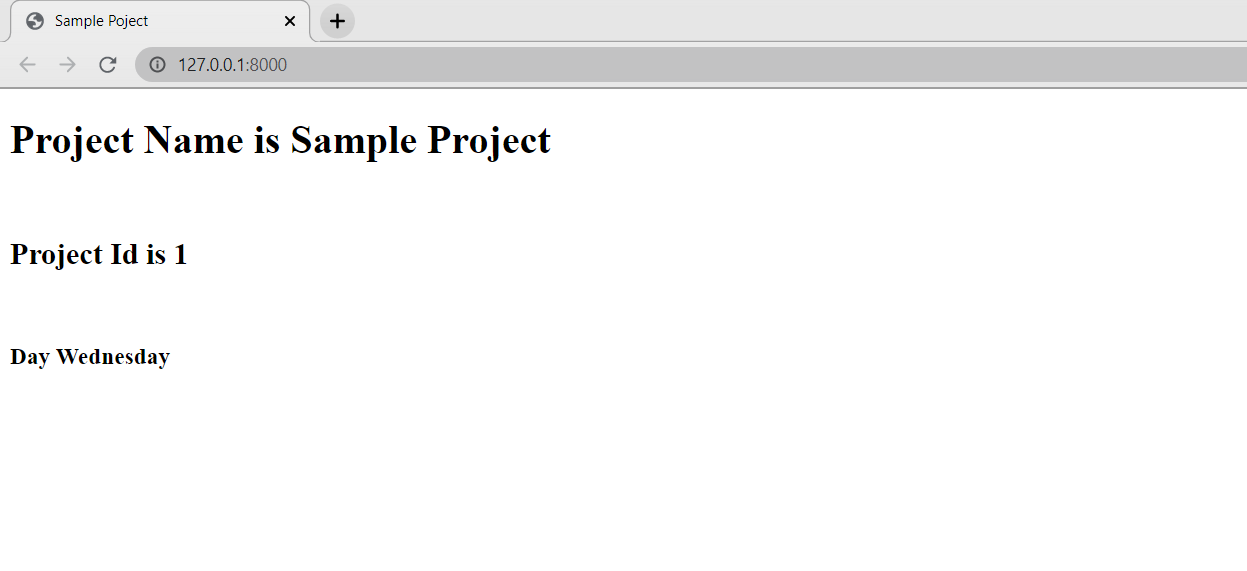 Sample Poject
127.0.0.1:8000
Project Name is Sample Project
Project Id is 1
Day Wednesday